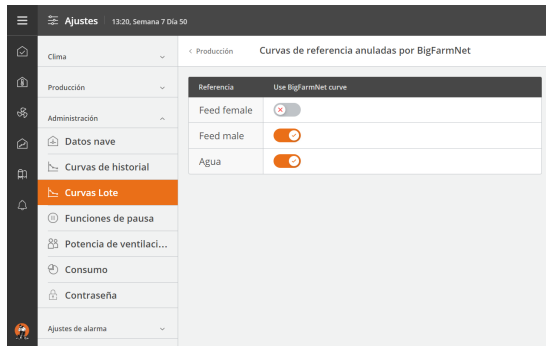 Ajustes 13:20, Semana 7 Día 50
Clima
Producción
Administración
Datos nave
Curvas de historial
Curvas Lote
Funciones de pausa
Potencia de ventilaci...
Consumo
Contraseña
Ajustes de alarma
< Producción Curvas de referencia anuladas por BigFarmNet
Referencia Use BigFarmNet curve
Feed female
Feed male
Agua